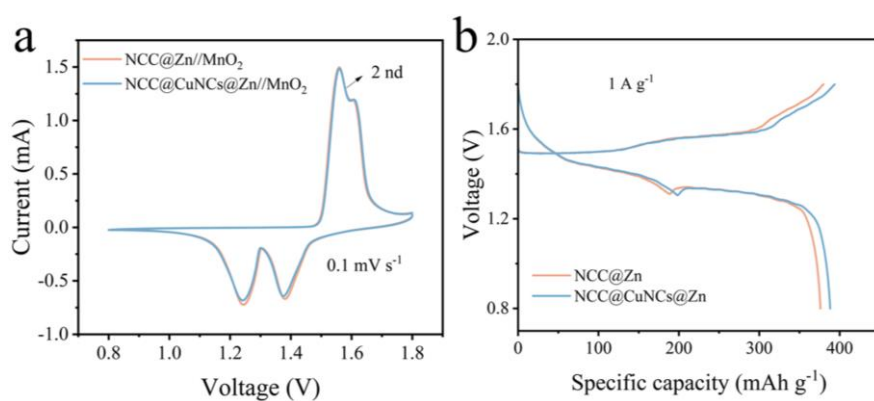 a
NCC@Zn//MnO₂
NCC@CuNCs@Zn//MnO₂
2 nd
0.1 mV s⁻¹
Current (mA)
1.5
1.0
0.5
0.0
-0.5
-1.0
0.8 1.0 1.2 1.4 1.6 1.8
Voltage (V)
b
1 A g⁻¹
NCC@Zn
NCC@CuNCs@Zn
Voltage (V)
2.0
1.6
1.2
0.8
0 100 200 300 400
Specific capacity (mAh g⁻¹)